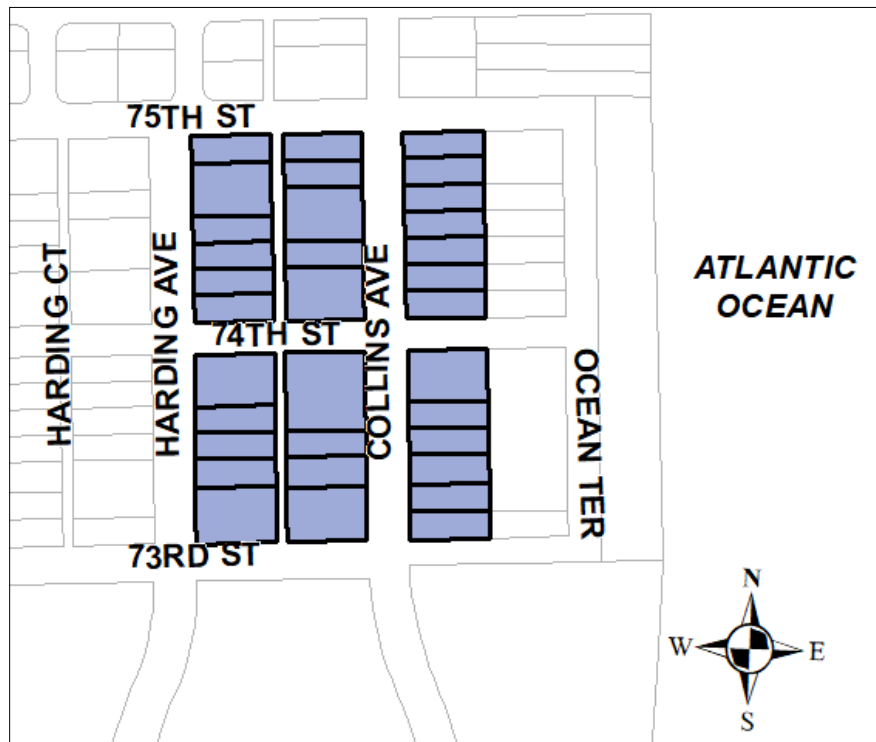 75TH ST
ATLANTIC
OCEAN
HARDING CT
HARDING AVE
74TH ST
COLLINS AVE
OCEAN TER
73RD ST
N
W
E
S